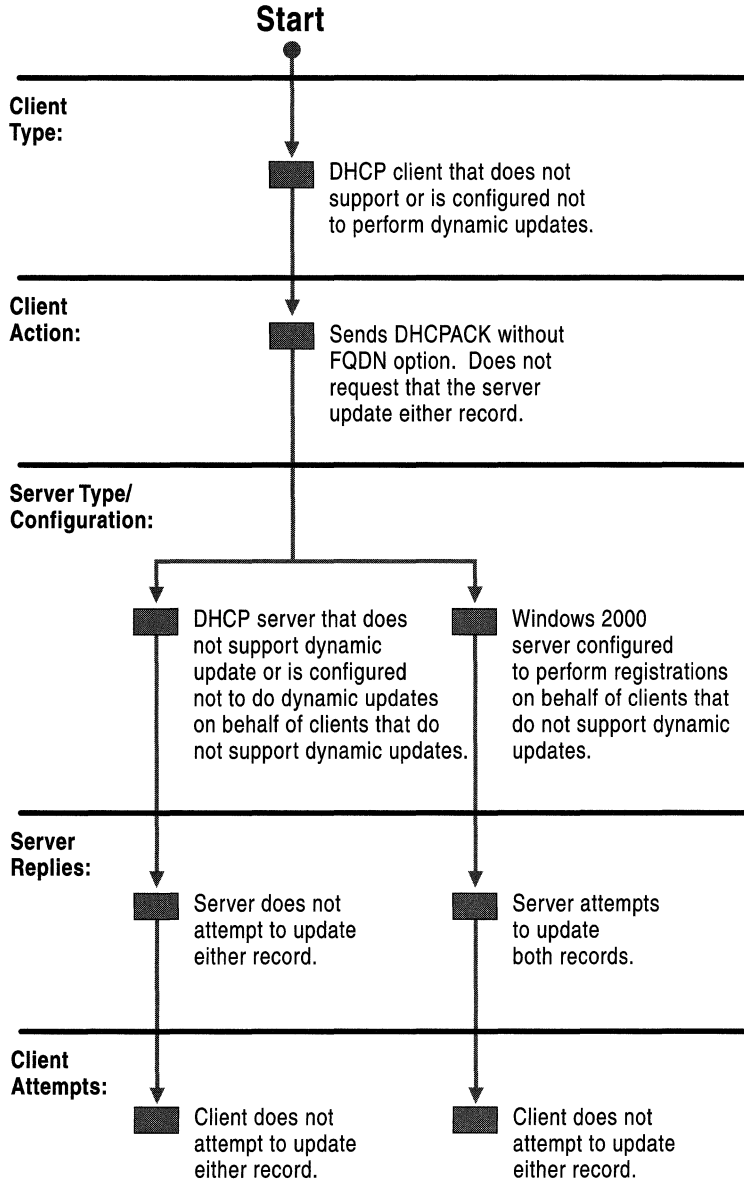 Start
Client
Type:
DHCP client that does not
support or is configured not
to perform dynamic updates.
Client
Action:
Sends DHCPACK without
FQDN option. Does not
request that the server
update either record.
Server Type/
Configuration:
DHCP server that does
not support dynamic
update or is configured
not to do dynamic updates
on behalf of clients that do
not support dynamic updates.
Windows 2000
server configured
to perform registrations
on behalf of clients that
do not support dynamic
updates.
Server
Replies:
Server does not
attempt to update
either record.
Server attempts
to update
both records.
Client
Attempts:
Client does not
attempt to update
either record.
Client does not
attempt to update
either record.